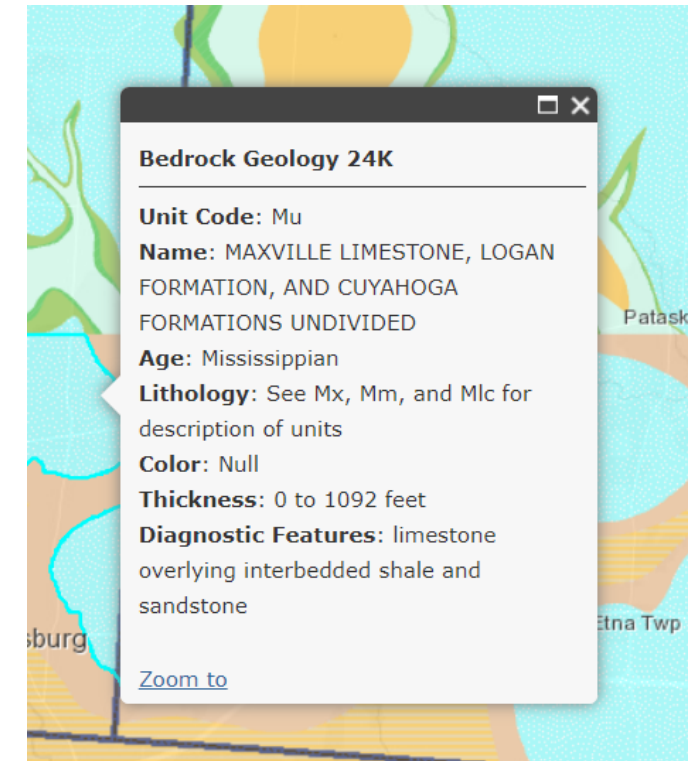 Bedrock Geology 24K
Unit Code: Mu
Name: MAXVILLE LIMESTONE, LOGAN
FORMATION, AND CUYAHOGA
FORMATIONS UNDIVIDED
Patask
Age: Mississippian
Lithology: See Mx, Mm, and Mlc for
description of units
Color: Null
Thickness: 0 to 1092 feet
Diagnostic Features: limestone
overlying interbedded shale and
sandstone
Etna Twp
sburg
Zoom to